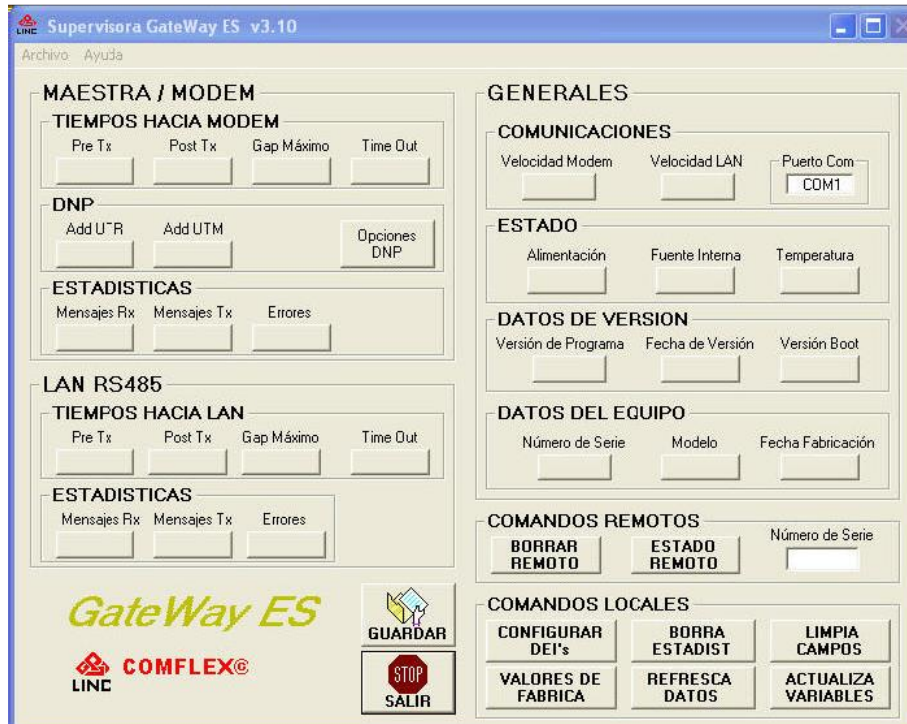 LINC Supervisora GateWay ES v3.10
Archivo Ayuda
MAESTRA / MODEM
TIEMPOS HACIA MODEM
Pre Tx Post Tx Gap Máximo Time Out
DNP
Add UTR Add UTM
Opciones
DNP
ESTADISTICAS
Mensajes Rx Mensajes Tx Errores
LAN RS485
TIEMPOS HACIA LAN
Pre Tx Post Tx Gap Máximo Time Out
ESTADISTICAS
Mensajes Rx Mensajes Tx Errores
GateWay ES
LINC COMFLEX©
GUARDAR
STOP
SALIR
GENERALES
COMUNICACIONES
Velocidad Modem Velocidad LAN Puerto Com
COM1
ESTADO
Alimentación Fuente Interna Temperatura
DATOS DE VERSION
Versión de Programa Fecha de Versión Versión Boot
DATOS DEL EQUIPO
Número de Serie Modelo Fecha Fabricación
COMANDOS REMOTOS
BORRAR
REMOTO
ESTADO
REMOTO
Número de Serie
COMANDOS LOCALES
CONFIGURAR
DEI's
BORRA
ESTADIST
LIMPIA
CAMPOS
VALORES DE
FABRICA
REFRESCA
DATOS
ACTUALIZA
VARIABLES